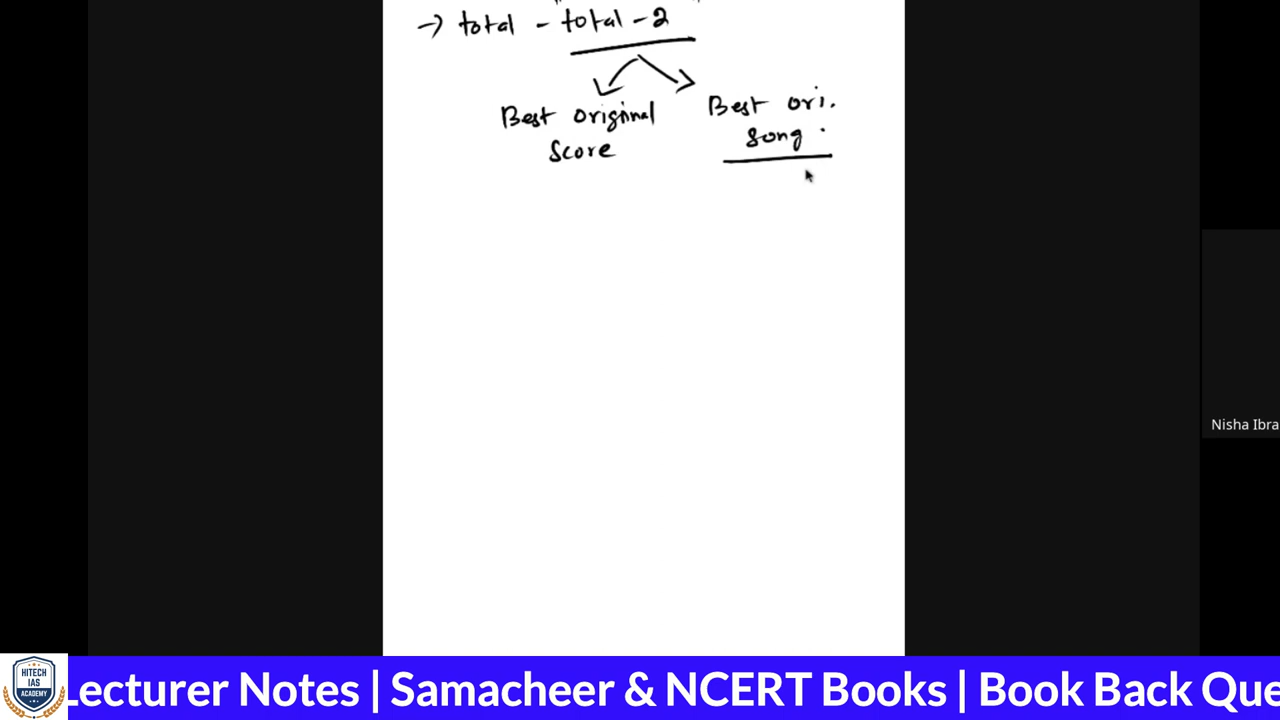 → total - total - 2
Best Original
Score
Best ori.
Song.
Nisha Ibra
HITECH
IAS
ACADEMY
Lecturer Notes | Samacheer & NCERT Books | Book Back Que